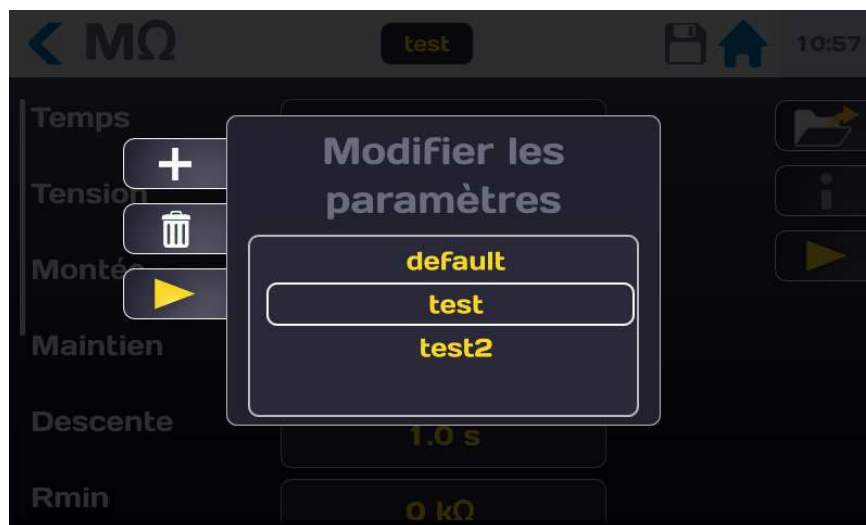 MΩ
test
10:57
Temps
Modifier les
paramètres
Tension
default
Montée
test
Maintien
test2
Descente
1.0 s
Rmin
0 kΩ